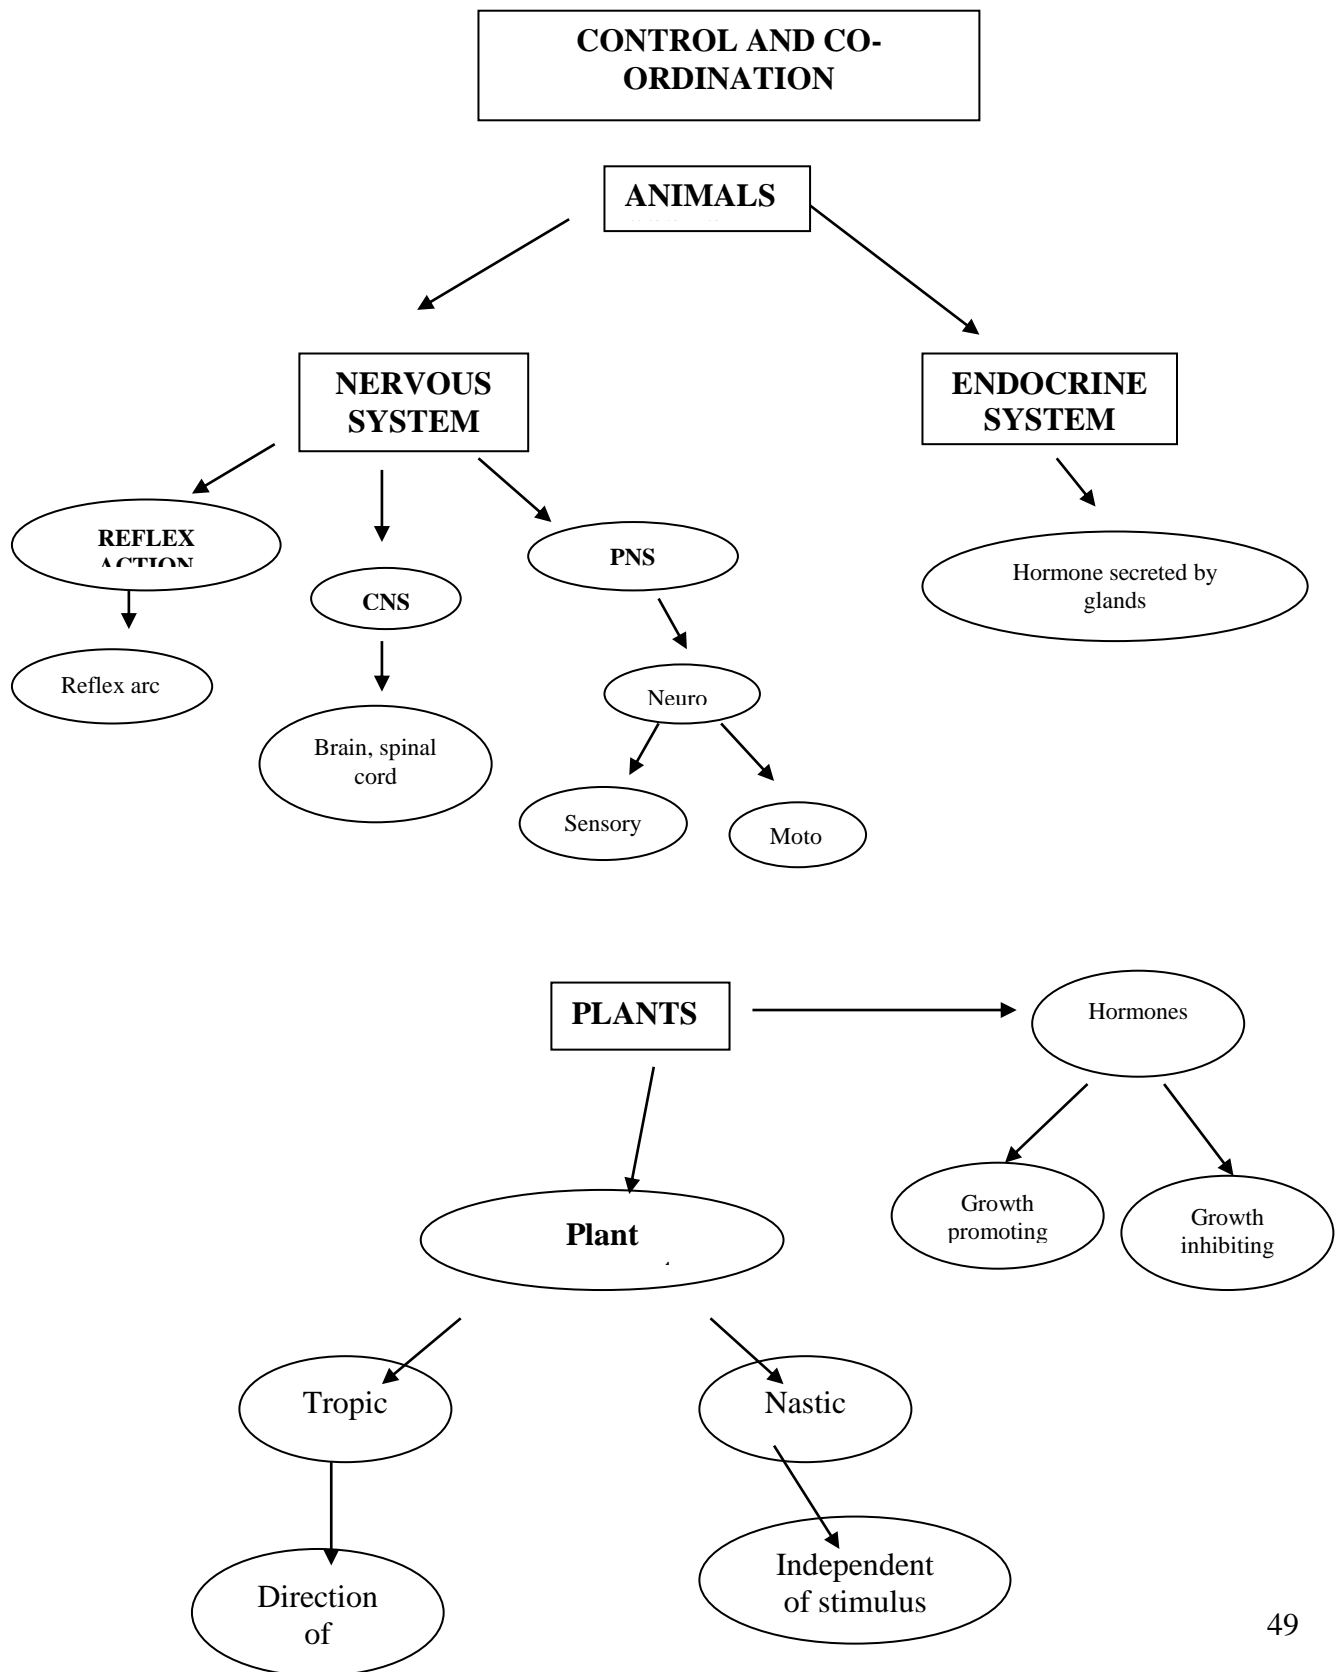 CONTROL AND CO-
ORDINATION
ANIMALS
NERVOUS
SYSTEM
ENDOCRINE
SYSTEM
REFLEX
ACTION
CNS
PNS
Hormone secreted by
glands
Reflex arc
Brain, spinal
cord
Neuro
Sensory
Moto
PLANTS
Hormones
Growth
promoting
Growth
inhibiting
Plant
Tropic
Nastic
Direction
of
Independent
of stimulus
49